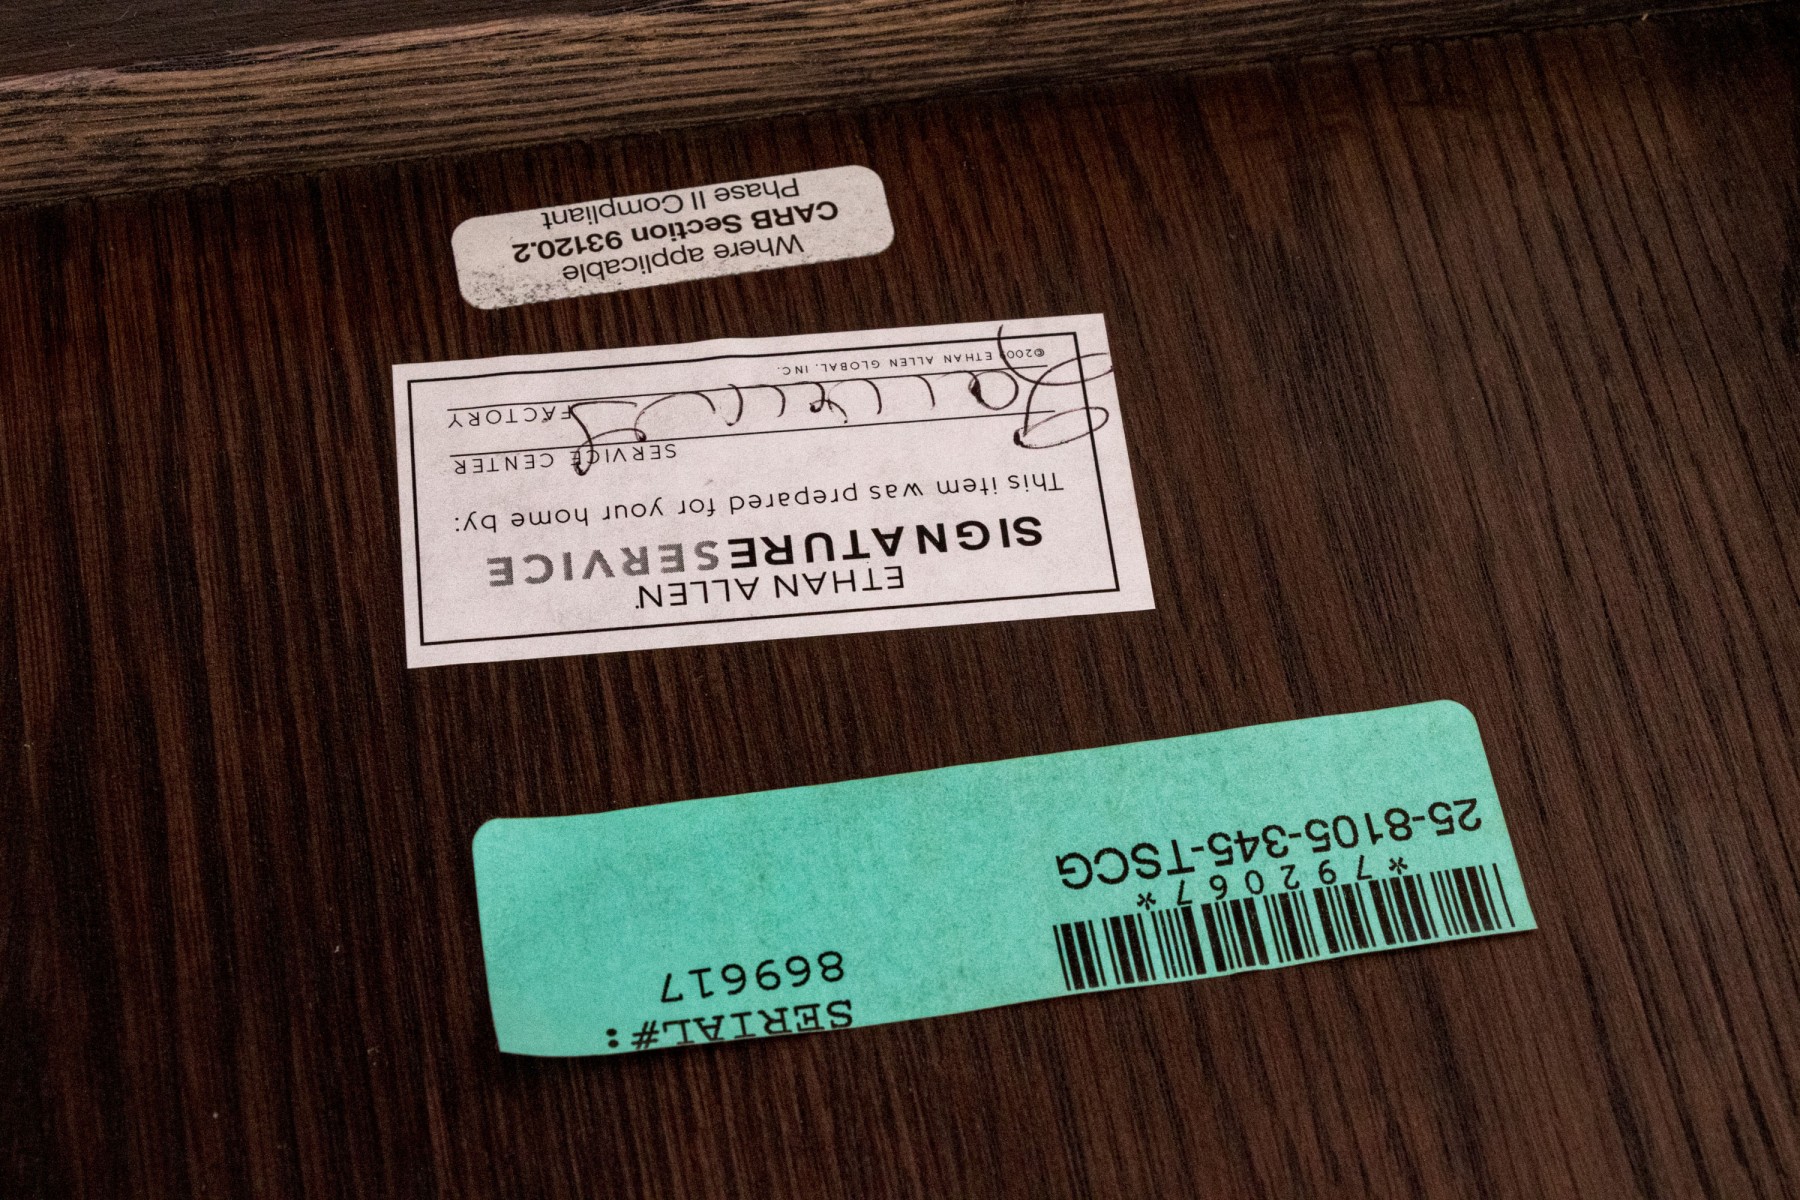 *792067*
25-8105-345-TSCG
SERIAL#:
869617
ETHAN ALLEN
SIGNATURESERVICE
This item was prepared for your home by:
SERVICE CENTER
FACTORY
ETHAN ALLEN GLOBAL, INC.
Where applicable
CARB Section 93120.2
Phase II Compliant